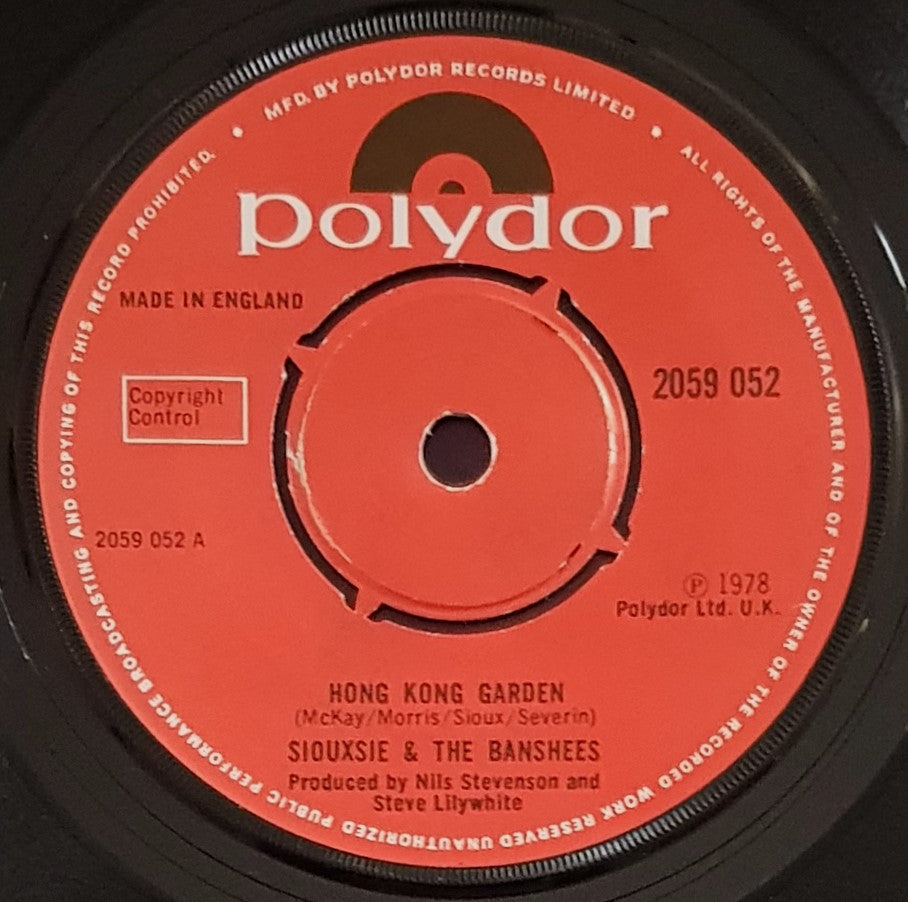 MFD. BY POLYDOR RECORDS LIMITED • ALL RIGHTS OF THE MANUFACTURER AND OF THE OWNER OF THE RECORDED WORK RESERVED UNAUTHORIZED PUBLIC PERFORMANCE BROADCASTING AND COPYING OF THIS RECORD PROHIBITED. •
polydor
MADE IN ENGLAND
Copyright
Control
2059 052
2059 052 A
Ⓟ 1978
Polydor Ltd. U.K.
HONG KONG GARDEN
(McKay/Morris/Sioux/Severin)
SIOUXSIE & THE BANSHEES
Produced by Nils Stevenson and
Steve Lilywhite